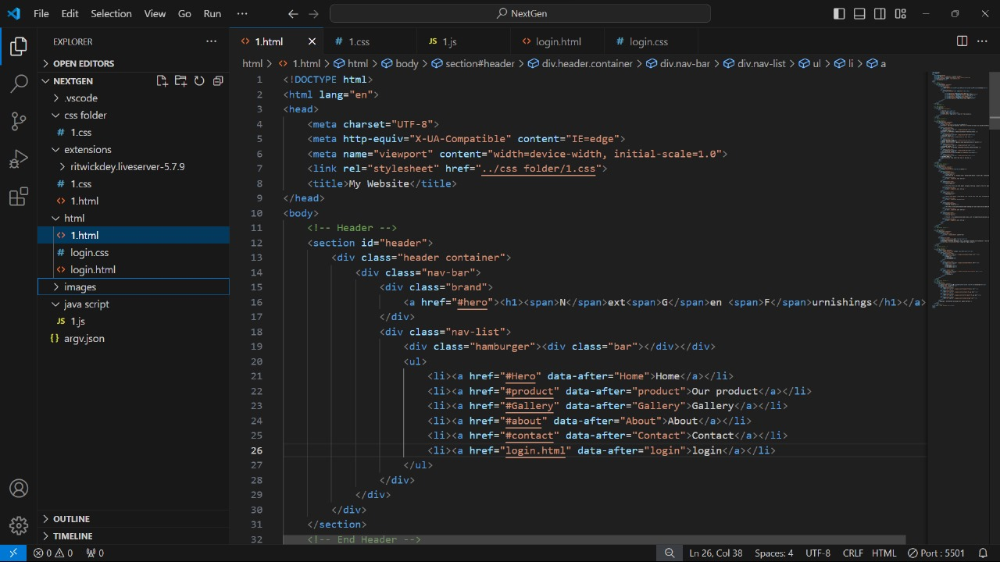 File Edit Selection View Go Run ··· NextGen
EXPLORER ···
OPEN EDITORS
NEXTGEN
.vscode
css folder
# 1.css
extensions
ritwickdey.liveserver-5.7.9
# 1.css
<> 1.html
html
<> 1.html
# login.css
<> login.html
images
java script
JS 1.js
{} argv.json
OUTLINE
TIMELINE
<> 1.html # 1.css JS 1.js <> login.html # login.css ···
html > <> 1.html > html > body > section#header > div.header.container > div.nav-bar > div.nav-list > ul > li > a
1 <!DOCTYPE html>
2 <html lang="en">
3 <head>
4 <meta charset="UTF-8">
5 <meta http-equiv="X-UA-Compatible" content="IE=edge">
6 <meta name="viewport" content="width=device-width, initial-scale=1.0">
7 <link rel="stylesheet" href="../css folder/1.css">
8 <title>My Website</title>
9 </head>
10 <body>
11 <!-- Header -->
12 <section id="header">
13 <div class="header container">
14 <div class="nav-bar">
15 <div class="brand">
16 <a href="#hero"><h1><span>N</span>ext<span>G</span>en <span>F</span>urnishings</h1></a>
17 </div>
18 <div class="nav-list">
19 <div class="hamburger"><div class="bar"></div></div>
20 <ul>
21 <li><a href="#Hero" data-after="Home">Home</a></li>
22 <li><a href="#product" data-after="product">Our product</a></li>
23 <li><a href="#Gallery" data-after="Gallery">Gallery</a></li>
24 <li><a href="#about" data-after="About">About</a></li>
25 <li><a href="#contact" data-after="Contact">Contact</a></li>
26 <li><a href="login.html" data-after="login">login</a></li>
27 </ul>
28 </div>
29 </div>
30 </div>
31 </section>
32 <!-- End Header -->
0 0 0 Ln 26, Col 38 Spaces: 4 UTF-8 CRLF HTML Port : 5501